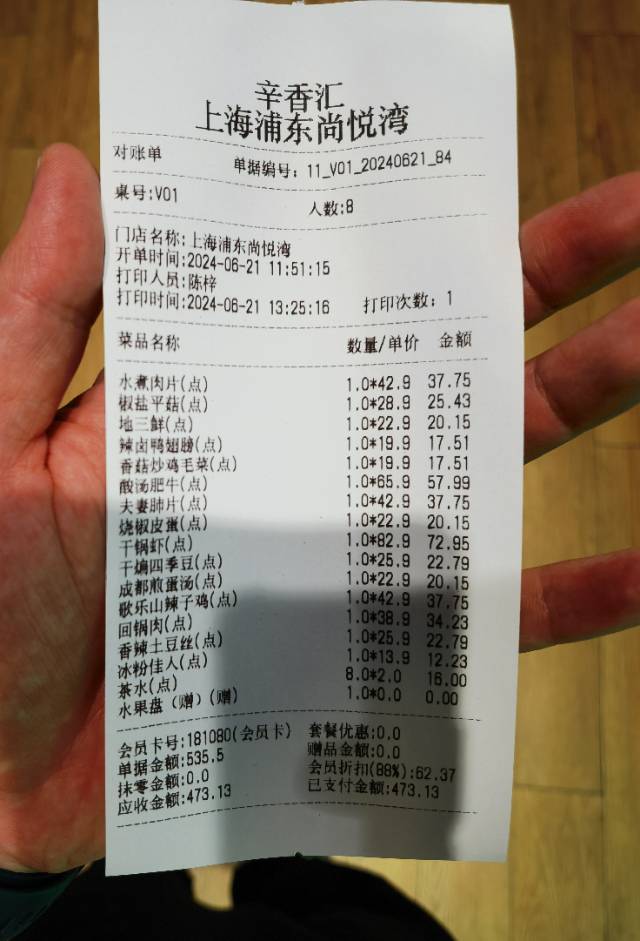 辛香汇
上海浦东尚悦湾
对账单 单据编号: 11_V01_20240621_84
桌号:V01 人数:8
门店名称:上海浦东尚悦湾
开单时间:2024-06-21 11:51:15
打印人员:陈梓
打印时间:2024-06-21 13:25:16 打印次数: 1
菜品名称 数量/单价 金额
水煮肉片(点) 1.0*42.9 37.75
椒盐平菇(点) 1.0*28.9 25.43
地三鲜(点) 1.0*22.9 20.15
辣卤鸭翅膀(点) 1.0*19.9 17.51
香菇炒鸡毛菜(点) 1.0*19.9 17.51
酸汤肥牛(点) 1.0*65.9 57.99
夫妻肺片(点) 1.0*42.9 37.75
烧椒皮蛋(点) 1.0*22.9 20.15
干锅虾(点) 1.0*82.9 72.95
干煸四季豆(点) 1.0*25.9 22.79
成都煎蛋汤(点) 1.0*22.9 20.15
歌乐山辣子鸡(点) 1.0*42.9 37.75
回锅肉(点) 1.0*38.9 34.23
香辣土豆丝(点) 1.0*25.9 22.79
冰粉佳人(点) 1.0*13.9 12.23
茶水(点) 8.0*2.0 16.00
水果盘（赠）(赠) 1.0*0.0 0.00
会员卡号:181080(会员卡) 套餐优惠:0.0
单据金额:535.5 赠品金额:0.0
抹零金额:0.0 会员折扣(88%):62.37
应收金额:473.13 已支付金额:473.13